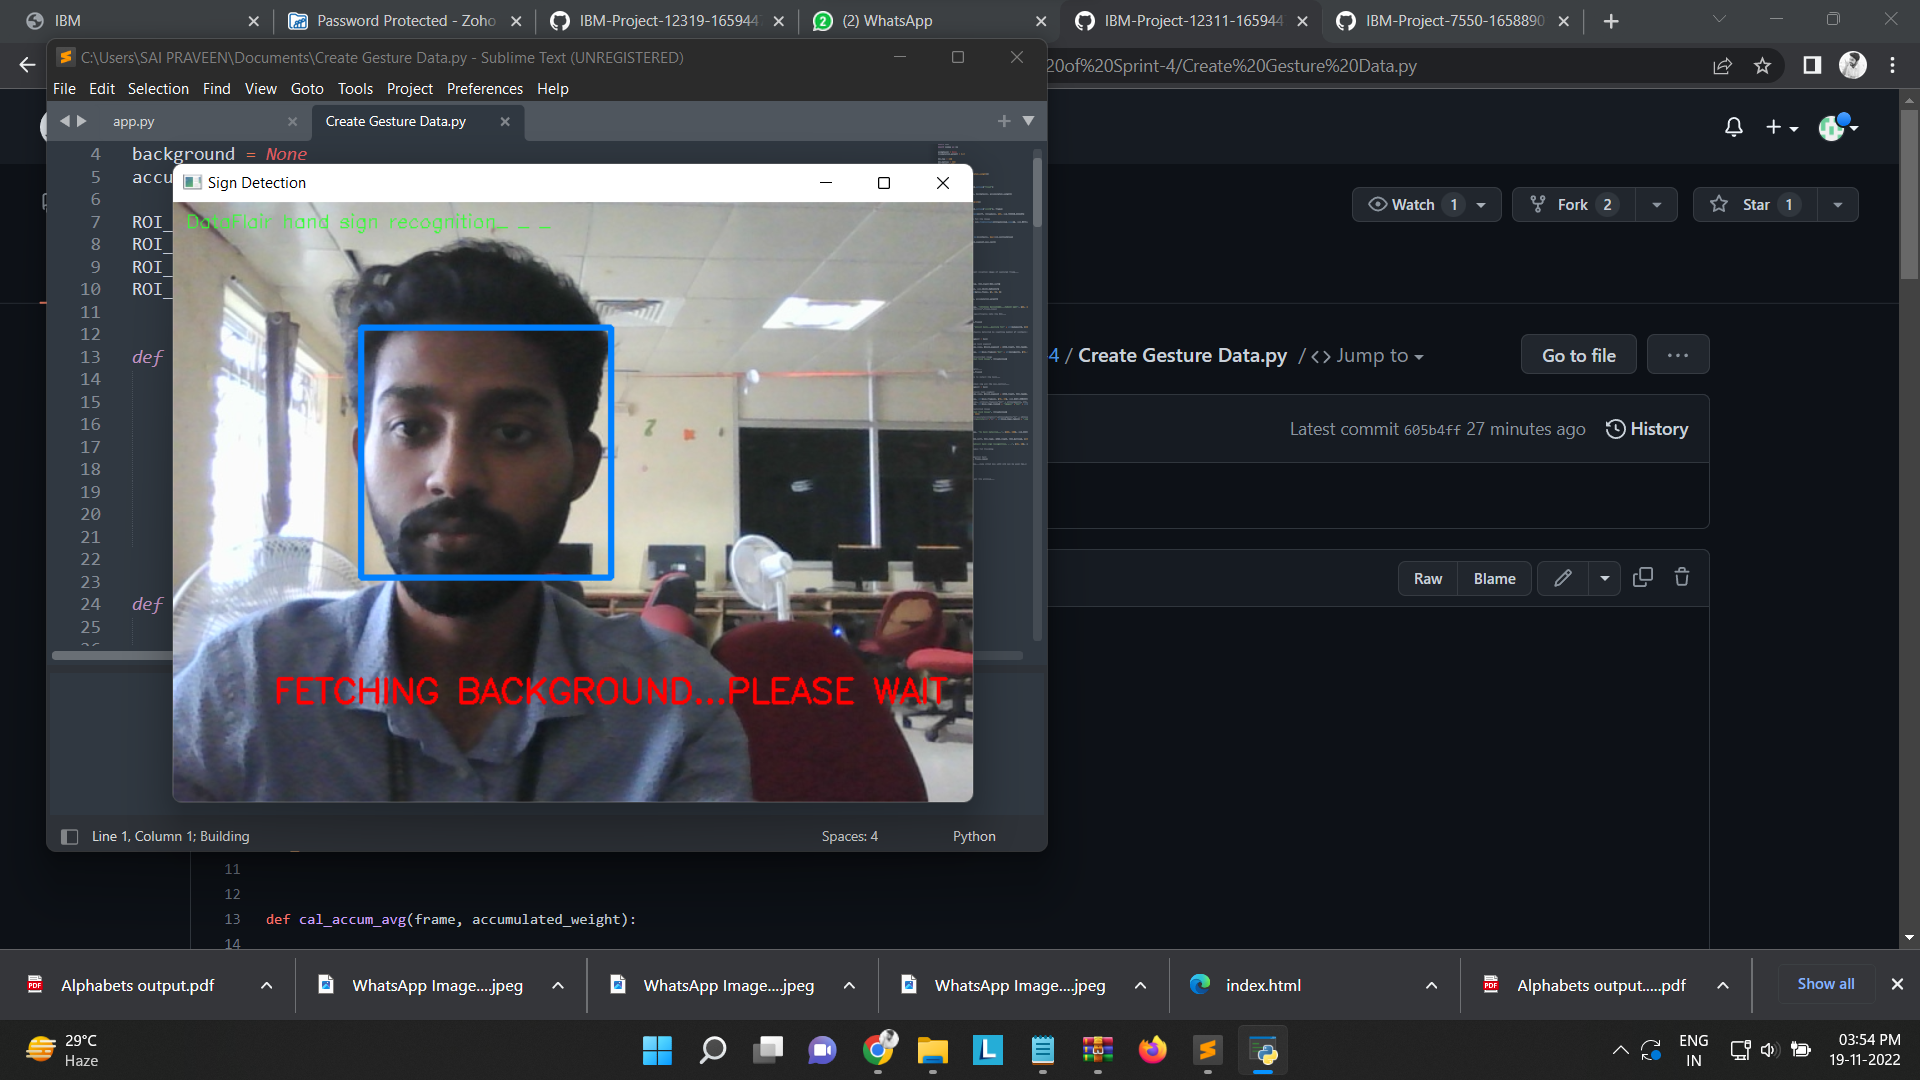 IBM
Password Protected - Zoho
IBM-Project-12319-165944
(2) WhatsApp
IBM-Project-12311-165944
IBM-Project-7550-1658890
C:\Users\SAI PRAVEEN\Documents\Create Gesture Data.py - Sublime Text (UNREGISTERED)
20of%20Sprint-4/Create%20Gesture%20Data.py
File Edit Selection Find View Goto Tools Project Preferences Help
app.py
Create Gesture Data.py
4 background = None
5 accu
6
7 ROI_
8 ROI_
9 ROI_
10 ROI_
11
12
13 def
14
15
16
17
18
19
20
21
22
23
24 def
25
Sign Detection
DataFlair hand sign recognition_ _ _
FETCHING BACKGROUND...PLEASE WAIT
Line 1, Column 1; Building
Spaces: 4
Python
Watch 1
Fork 2
Star 1
4 / Create Gesture Data.py / <> Jump to
Go to file
...
Latest commit 605b4ff 27 minutes ago
History
Raw
Blame
11
12
13 def cal_accum_avg(frame, accumulated_weight):
14
Alphabets output.pdf
WhatsApp Image....jpeg
WhatsApp Image....jpeg
WhatsApp Image....jpeg
index.html
Alphabets output.....pdf
Show all
29°C
Haze
ENG
IN
03:54 PM
19-11-2022